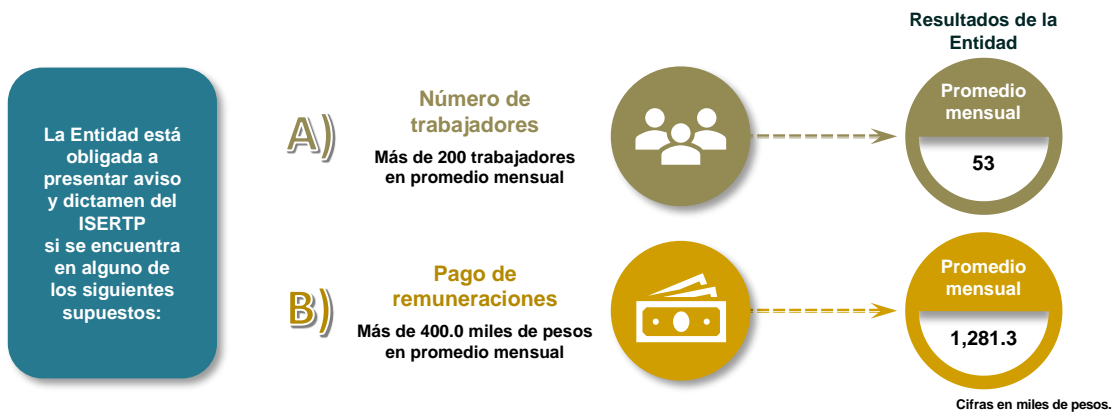 La Entidad está
obligada a
presentar aviso
y dictamen del
ISERTP
si se encuentra
en alguno de
los siguientes
supuestos:
A)
Número de
trabajadores
Más de 200 trabajadores
en promedio mensual
Resultados de la
Entidad
Promedio
mensual
53
B)
Pago de
remuneraciones
Más de 400.0 miles de pesos
en promedio mensual
Promedio
mensual
1,281.3
Cifras en miles de pesos.